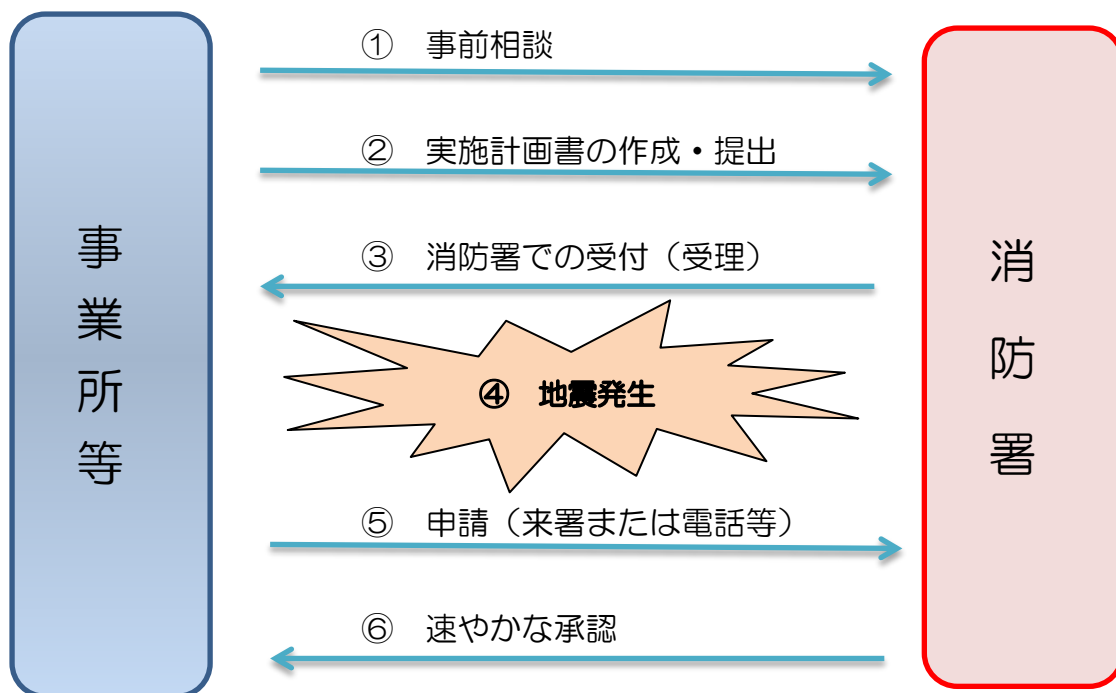 事業所等
① 事前相談
② 実施計画書の作成・提出
③ 消防署での受付（受理）
④ 地震発生
⑤ 申請（来署または電話等）
⑥ 速やかな承認
消防署